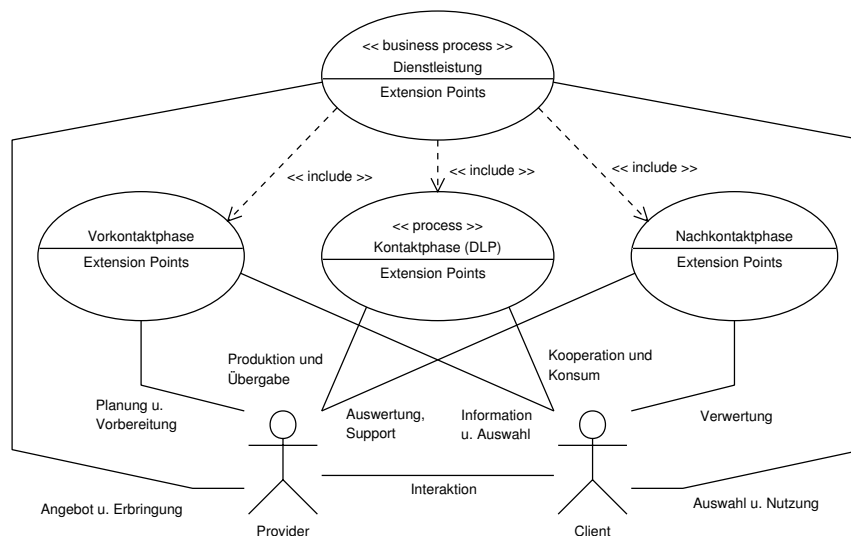 << business process >>
Dienstleistung
Extension Points
<< include >>
<< include >>
<< include >>
Vorkontaktphase
Extension Points
<< process >>
Kontaktphase (DLP)
Extension Points
Nachkontaktphase
Extension Points
Produktion und
Übergabe
Kooperation und
Konsum
Planung u.
Vorbereitung
Auswertung,
Support
Information
u. Auswahl
Verwertung
Interaktion
Angebot u. Erbringung
Auswahl u. Nutzung
Provider
Client